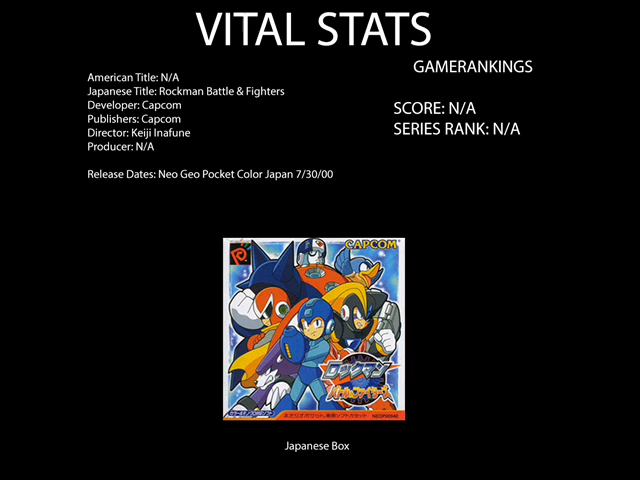 VITAL STATS
GAMERANKINGS
American Title: N/A
Japanese Title: Rockman Battle & Fighters
Developer: Capcom
Publishers: Capcom
Director: Keiji Inafune
Producer: N/A
SCORE: N/A
SERIES RANK: N/A
Release Dates: Neo Geo Pocket Color Japan 7/30/00
CAPCOM
ロックマン
バトル&ファイターズ
Japanese Box